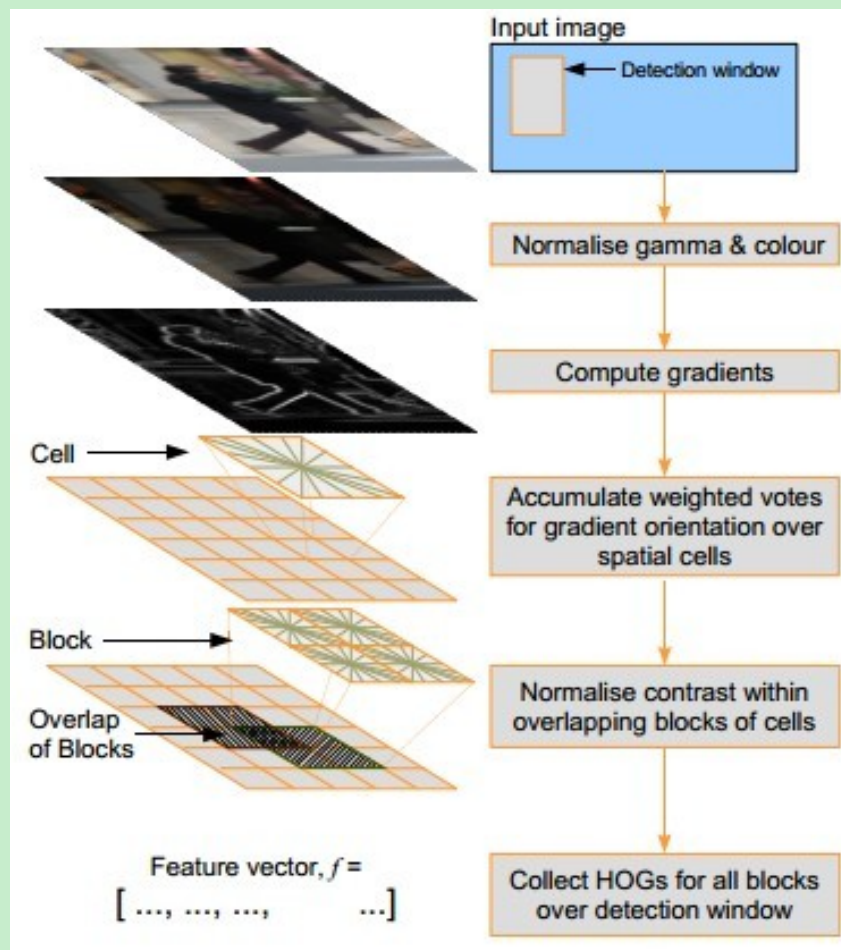 Input image
Detection window
Normalise gamma & colour
Compute gradients
Cell
Accumulate weighted votes
for gradient orientation over
spatial cells
Block
Normalise contrast within
overlapping blocks of cells
Overlap
of Blocks
Feature vector, f =
[ ..., ..., ..., ...]
Collect HOGs for all blocks
over detection window